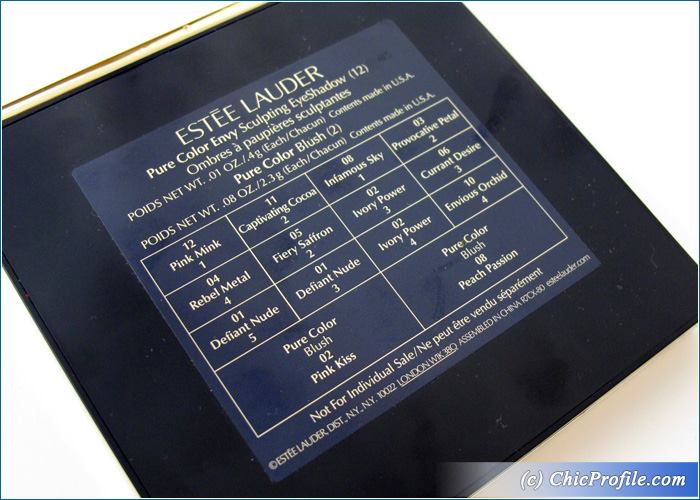 ESTĒE LAUDER
Pure Color Envy Sculpting EyeShadow (12)
Ombres à paupières sculptantes
POIDS NET WT. .01 OZ./.4g (Each/Chacun) Contents made in U.S.A.
Pure Color Blush (2)
POIDS NET WT. .08 OZ./2.3g (Each/Chacun) Contents made in U.S.A.
12
Pink Mink
1
11
Captivating Cocoa
2
08
Infamous Sky
1
03
Provocative Petal
2
04
Rebel Metal
4
05
Fiery Saffron
2
02
Ivory Power
3
06
Currant Desire
3
01
Defiant Nude
5
01
Defiant Nude
3
02
Ivory Power
4
10
Envious Orchid
4
Pure Color
Blush
02
Pink Kiss
Pure Color
Blush
08
Peach Passion
Not For Individual Sale/Ne peut être vendu séparément
©ESTĒE LAUDER, DIST., N.Y., N.Y. 10022 LONDON W1K 3BQ ASSEMBLED IN CHINA R7CX-80 esteelauder.com
(c) ChicProfile.com